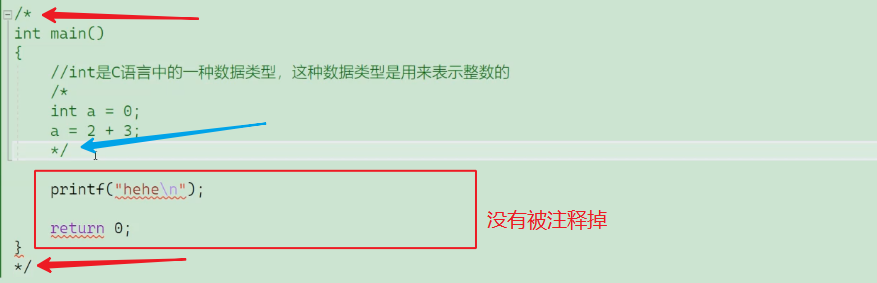 /*
int main()
{
//int是C语言中的一种数据类型，这种数据类型是用来表示整数的
/*
int a = 0;
a = 2 + 3;
*/
printf("hehe\n");
没有被注释掉
return 0;
}
*/